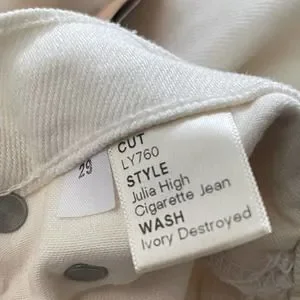 29
CUT
LY760
STYLE
Julia High
Cigarette Jean
WASH
Ivory Destroyed